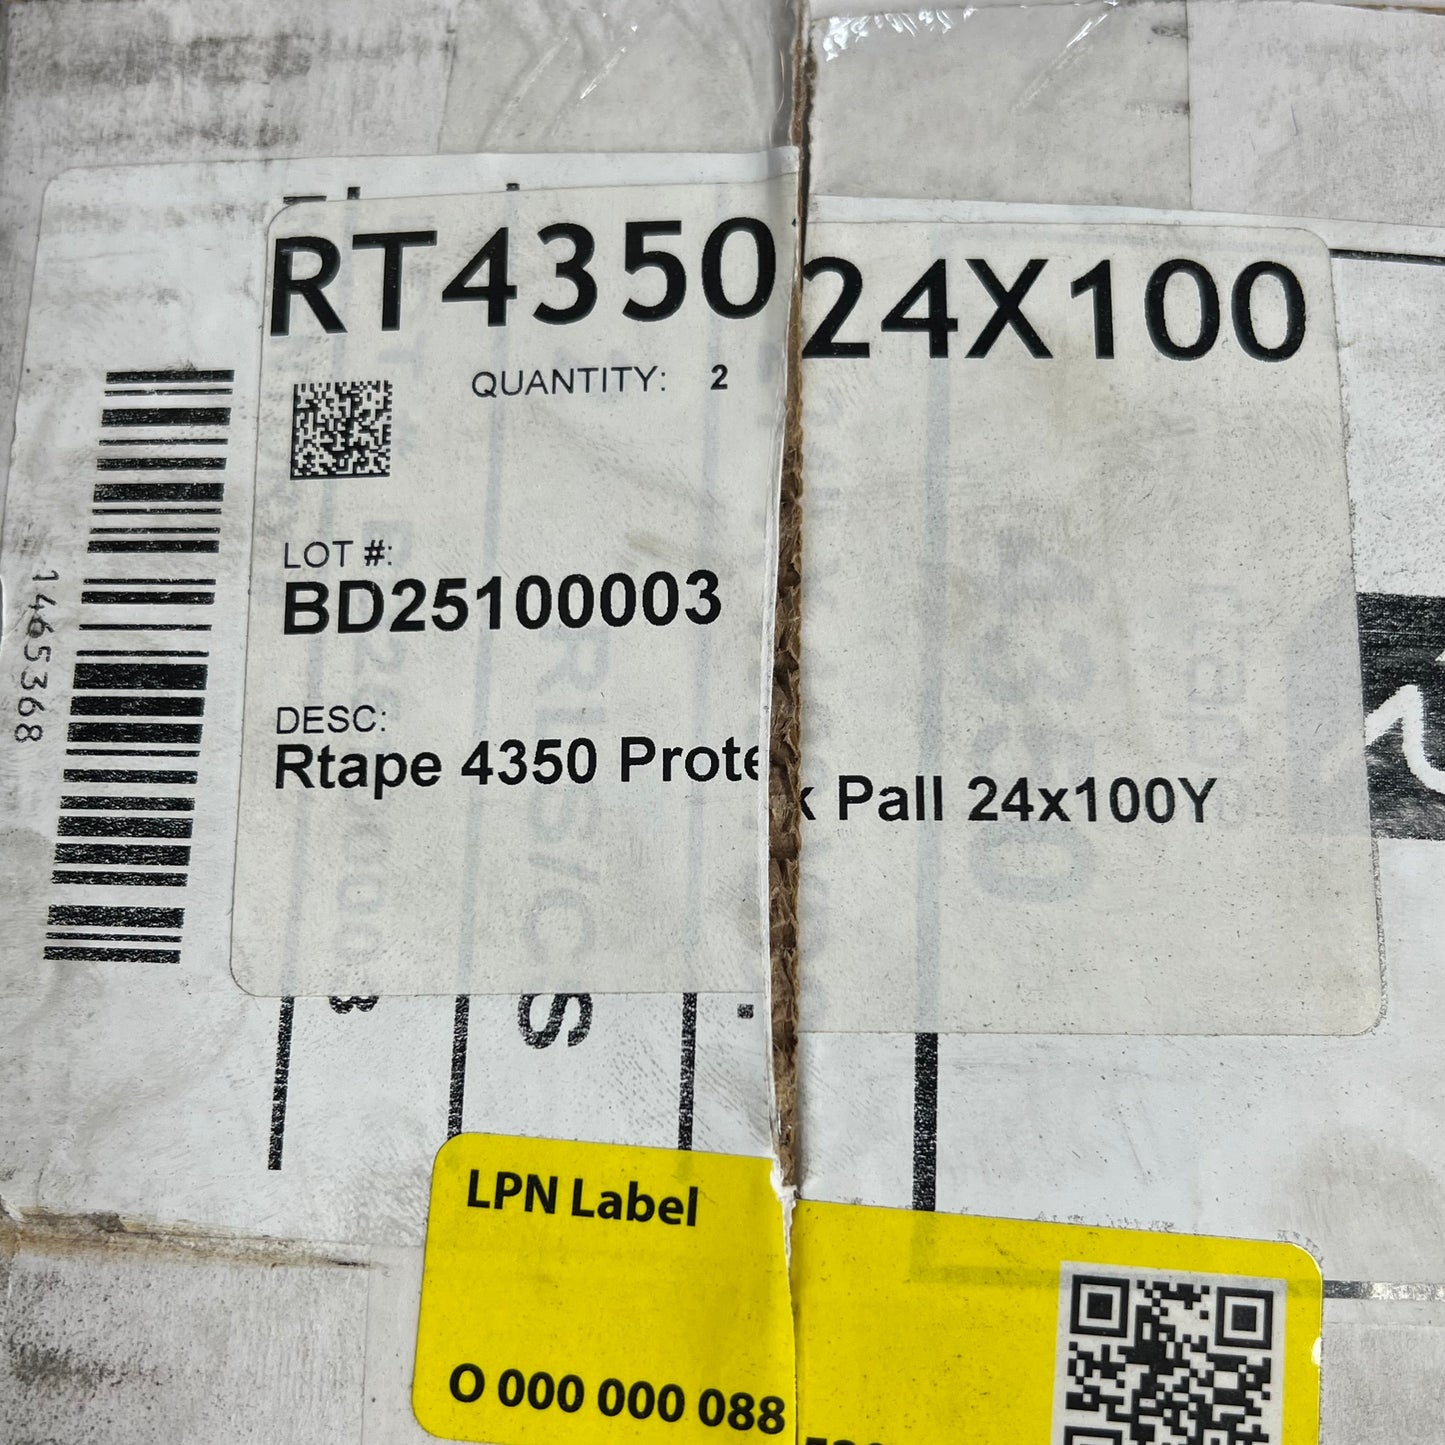 RT4350 24X100
QUANTITY: 2
LOT #:
BD25100003
DESC:
Rtape 4350 Prote k Pall 24x100Y
1465368
LPN Label
O 000 000 088